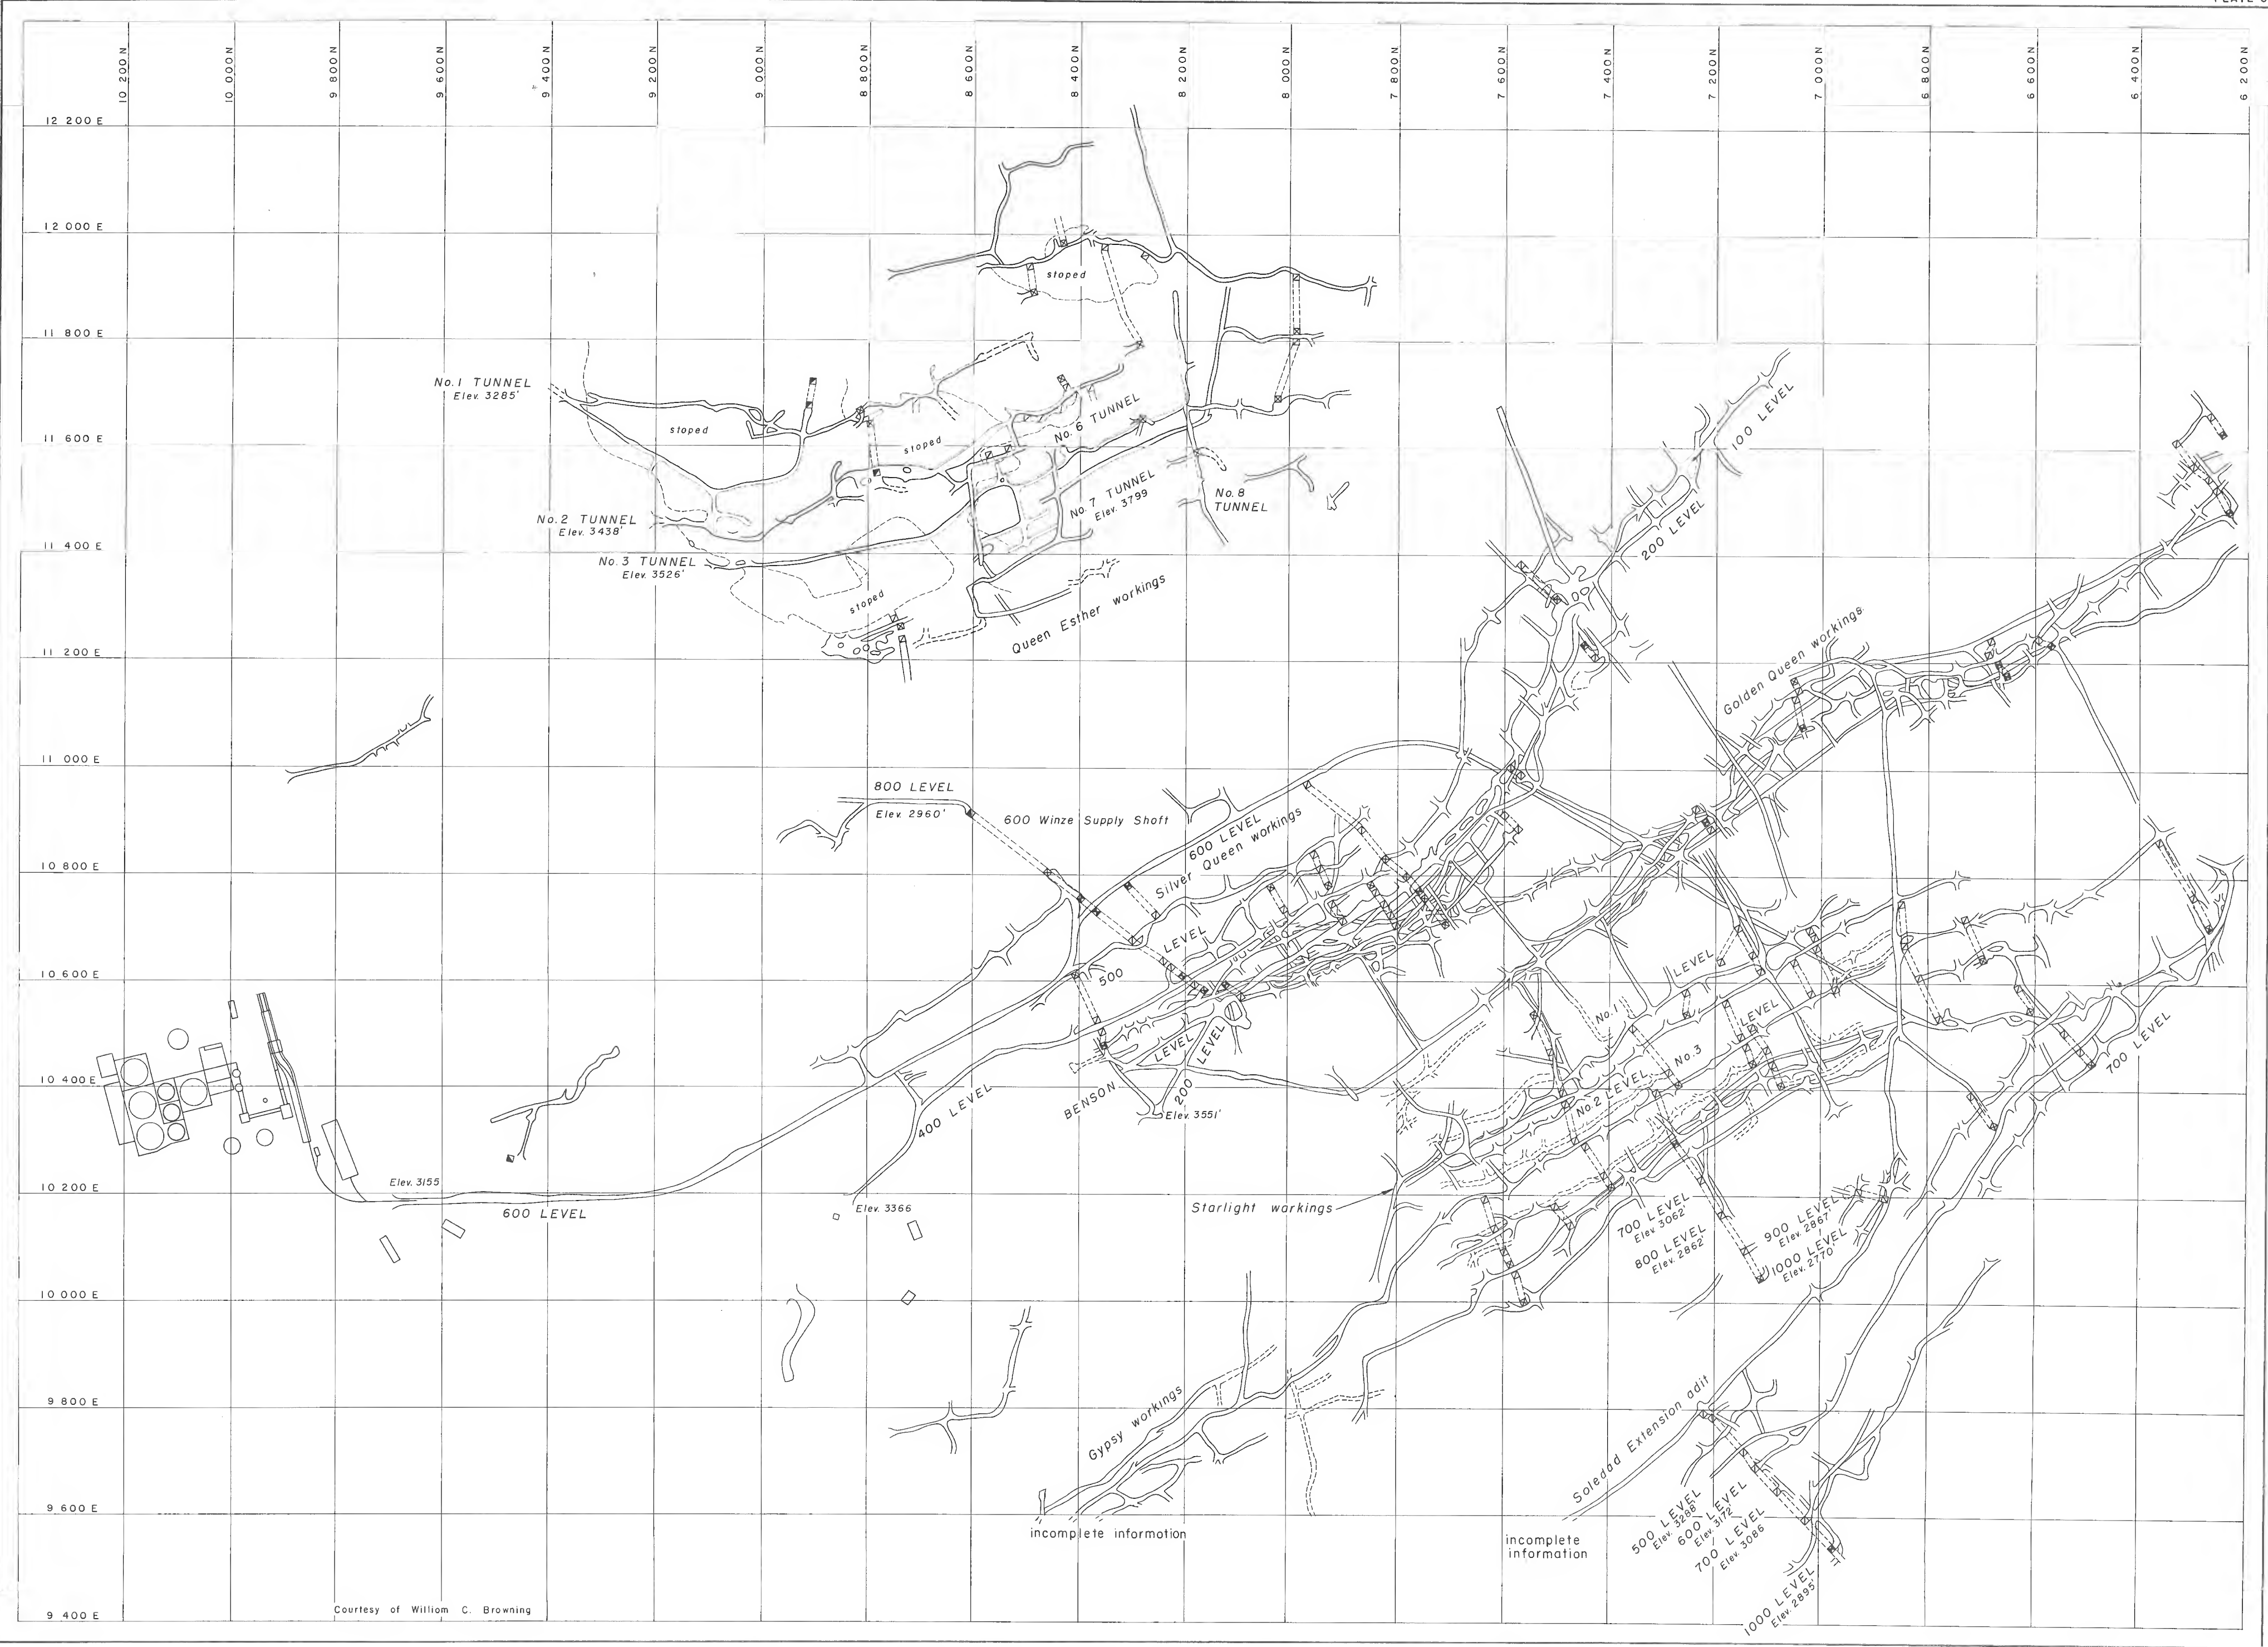 10 200 N
10 000 N
9 800 N
9 600 N
9 400 N
9 200 N
9 000 N
8 800 N
8 600 N
8 400 N
8 200 N
8 000 N
7 800 N
7 600 N
7 400 N
7 200 N
7 000 N
6 800 N
6 600 N
6 400 N
6 200 N
12 200 E
12 000 E
11 800 E
11 600 E
11 400 E
11 200 E
11 000 E
10 800 E
10 600 E
10 400 E
10 200 E
10 000 E
9 800 E
9 600 E
9 400 E
stoped
No. 1 TUNNEL
Elev. 3285'
stoped
stoped
No. 6 TUNNEL
No. 7 TUNNEL
Elev. 3799
No. 8
TUNNEL
No. 2 TUNNEL
Elev. 3438'
No. 3 TUNNEL
Elev. 3526'
stoped
Queen Esther workings
100 LEVEL
200 LEVEL
Golden Queen workings
800 LEVEL
Elev. 2960'
600 Winze Supply Shaft
600 LEVEL
Silver Queen workings
LEVEL
500
LEVEL
BENSON
200 LEVEL
Elev. 3551'
400 LEVEL
Elev. 3366
Elev. 3155
600 LEVEL
LEVEL
No. 1
LEVEL
No. 3
No. 2 LEVEL
700 LEVEL
Starlight workings
700 LEVEL
Elev. 3062'
800 LEVEL
Elev. 2862'
900 LEVEL
Elev. 2867'
1000 LEVEL
Elev. 2770'
Gypsy workings
incomplete information
Soledad Extension adit
incomplete
information
500 LEVEL
Elev. 3288'
600 LEVEL
Elev. 3172'
700 LEVEL
Elev. 3086
1000 LEVEL
Elev. 2895'
Courtesy of William C. Browning